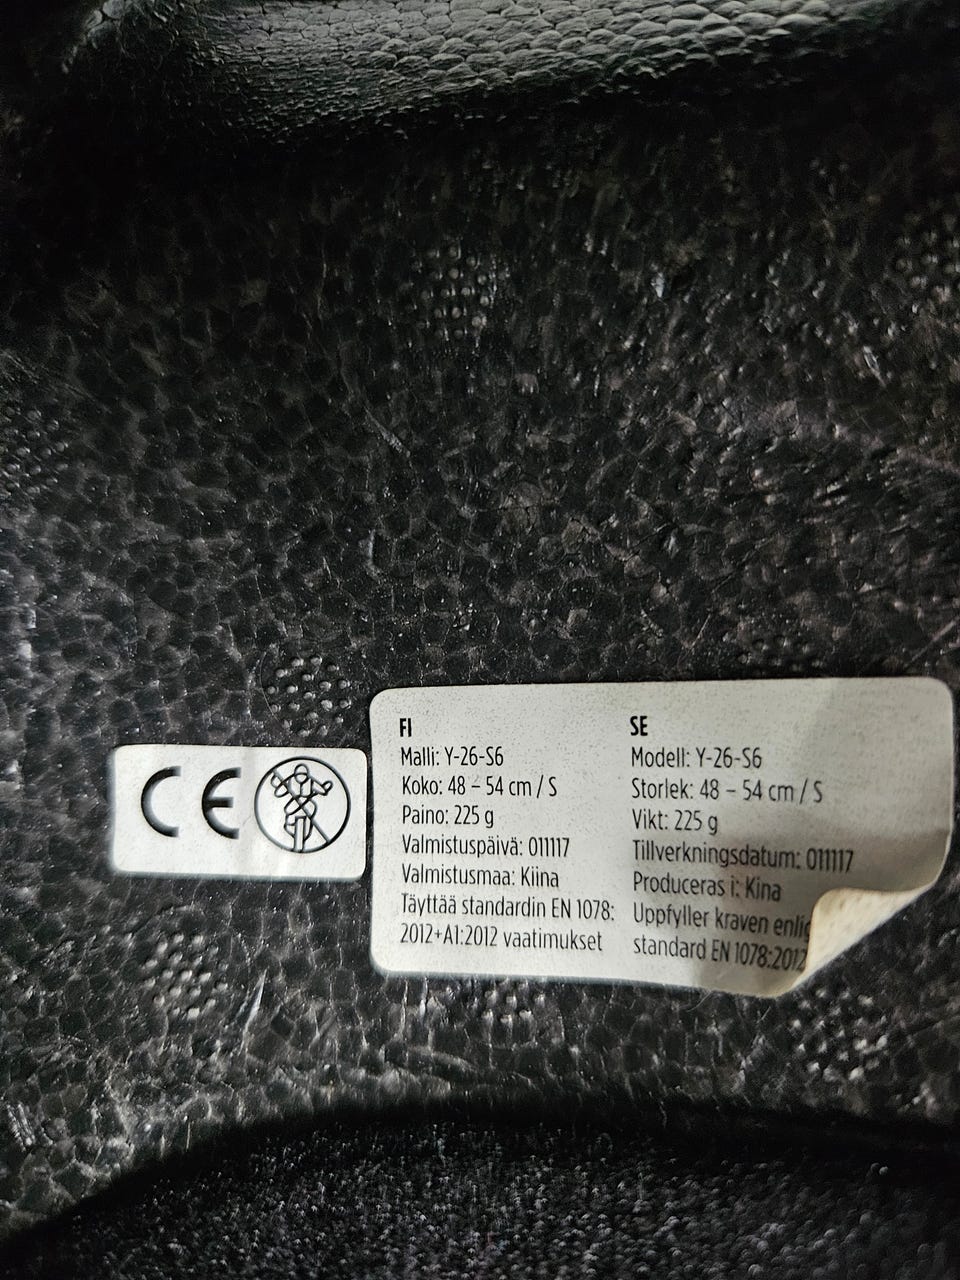 CE
FI
Malli: Y-26-S6
Koko: 48 – 54 cm / S
Paino: 225 g
Valmistuspäivä: 011117
Valmistusmaa: Kiina
Täyttää standardin EN 1078:
2012+A1:2012 vaatimukset
SE
Modell: Y-26-S6
Storlek: 48 – 54 cm / S
Vikt: 225 g
Tillverkningsdatum: 011117
Produceras i: Kina
Uppfyller kraven enlig
standard EN 1078:2012